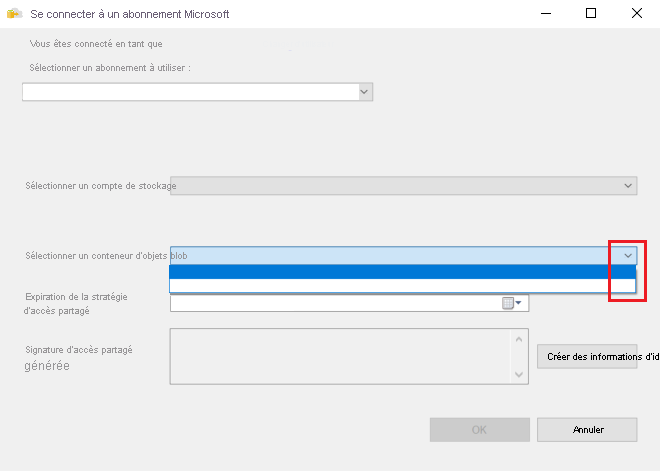 Se connecter à un abonnement Microsoft
Vous êtes connecté en tant que
Sélectionner un abonnement à utiliser :
Sélectionner un compte de stockage
Sélectionner un conteneur d'objets blob
Expiration de la stratégie
d'accès partagé
Signature d'accès partagé
générée
Créer des informations d'id
OK
Annuler